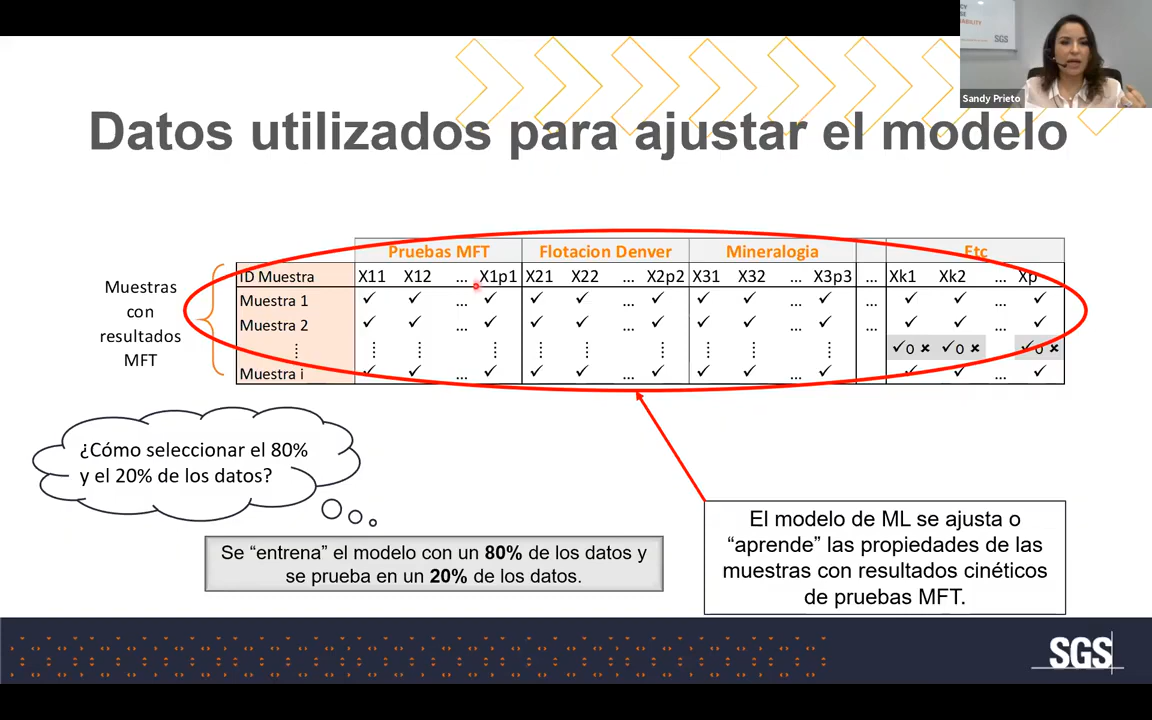 CY
SE
ABILITY
SGS
Sandy Prieto
Datos utilizados para ajustar el modelo
Pruebas MFT Flotacion Denver Mineralogia Etc
ID Muestra X11 X12 ... X1p1 X21 X22 ... X2p2 X31 X32 ... X3p3 ... Xk1 Xk2 ... Xp
Muestra 1 ✓ ✓ ... ✓ ✓ ✓ ... ✓ ✓ ✓ ... ✓ ... ✓ ✓ ... ✓
Muestra 2 ✓ ✓ ... ✓ ✓ ✓ ... ✓ ✓ ✓ ... ✓ ... ✓ ✓ ... ✓
✓o ✘ ✓o ✘ ✓o ✘
Muestra i ✓ ✓ ... ✓ ✓ ✓ ... ✓ ✓ ✓ ... ✓ ✓ ✓ ... ✓
Muestras
con
resultados
MFT
¿Cómo seleccionar el 80%
y el 20% de los datos?
Se “entrena” el modelo con un 80% de los datos y
se prueba en un 20% de los datos.
El modelo de ML se ajusta o
“aprende” las propiedades de las
muestras con resultados cinéticos
de pruebas MFT.
SGS